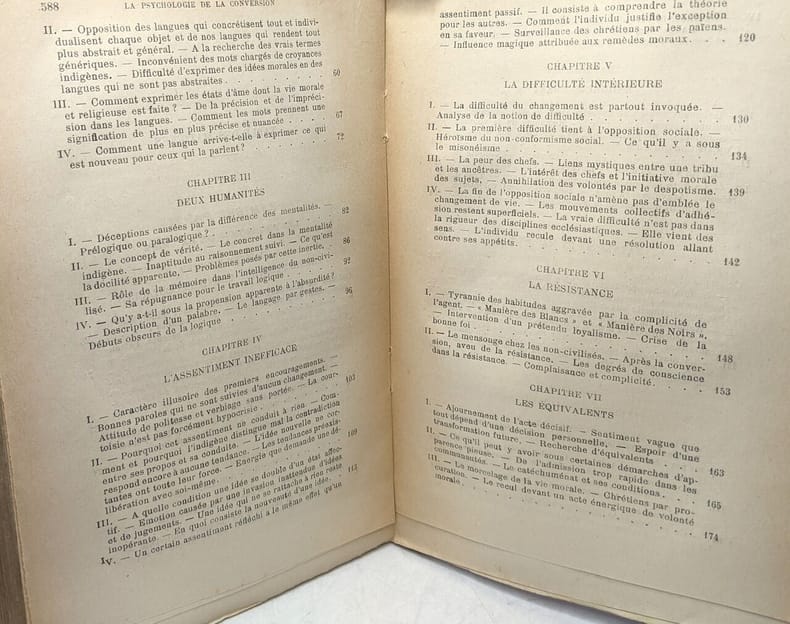 588 LA PSYCHOLOGIE DE LA CONVERSION
II. — Opposition des langues qui concrétisent tout et indivi-
dualisent chaque objet et de nos langues qui rendent tout
plus abstrait et général. — A la recherche des vrais termes
génériques. — Inconvénient des mots chargés de croyances
indigènes. — Difficulté d'exprimer des idées morales en des
langues qui ne sont pas abstraites . . . . 60
III. — Comment exprimer les états d'âme dont la vie morale
et religieuse est faite ? — De la précision et de l'impréci-
sion dans les langues. — Comment les mots prennent une
signification de plus en plus précise et nuancée . . . . 67
IV. — Comment une langue arrive-t-elle à exprimer ce qui
est nouveau pour ceux qui la parlent ? . . . . 72
CHAPITRE III
DEUX HUMANITÉS
I. — Déceptions causées par la différence des mentalités. —
Prélogique ou paralogique ? . . . . 82
II. — Le concept de vérité. — Le concret dans la mentalité
indigène. — Inaptitude au raisonnement suivi. — Ce qu'est
la docilité apparente. — Problèmes posés par cette inertie. 86
III. — Rôle de la mémoire dans l'intelligence du non-civi-
lisé. — Sa répugnance pour le travail logique . . . . 92
IV. — Qu'y a-t-il sous la propension apparente à l'absurdité ?
— Description d'un palabre. — Le langage par gestes. —
Débuts obscurs de la logique . . . . 96
CHAPITRE IV
L'ASSENTIMENT INEFFICACE
I. — Caractère illusoire des premiers encouragements. —
Bonnes paroles qui ne sont suivies d'aucun changement. —
Attitude de politesse et verbiage sans portée. — La cour-
toisie n'est pas forcément hypocrisie . . . . 103
II. — Pourquoi cet assentiment ne conduit à rien. — Com-
ment et pourquoi l'indigène distingue mal la contradiction
entre ses propos et sa conduite. — L'idée nouvelle ne cor-
respond encore à aucune tendance. — Les tendances préexis-
tantes ont toute leur force. — Energie que demande une dé-
libération avec soi-même. . . . 109
III. — A quelle condition une idée se double d'un état affec-
tif. — Emotion causée par une invasion inattendue d'idées
et de jugements. — Une idée qui ne se rattache à rien reste
inopérante. — En quoi consiste la nouveauté d'une idée. . 113
IV. — Un certain assentiment réfléchi a le même effet qu'un
assentiment passif. — Il consiste à comprendre la théorie
pour les autres. — Comment l'individu justifie l'exception
en sa faveur. — Surveillance des chrétiens par les païens.
— Influence magique attribuée aux remèdes moraux. . . 120
CHAPITRE V
LA DIFFICULTÉ INTÉRIEURE
I. — La difficulté du changement est partout invoquée. —
Analyse de la notion de difficulté . . . . 130
II. — La première difficulté tient à l'opposition sociale. —
Héroïsme du non-conformisme social. — Ce qu'il y a sous
le misonéisme . . . . 134
III. — La peur des chefs. — Liens mystiques entre une tribu
et les ancêtres. — L'intérêt des chefs et l'initiative morale
des sujets. — Annihilation des volontés par le despotisme. 139
IV. — La fin de l'opposition sociale n'amène pas d'emblée le
changement de vie. — Les mouvements collectifs d'adhé-
sion restent superficiels. — La vraie difficulté n'est pas dans
la rigueur des disciplines ecclésiastiques. — Elle vient des
sens. — L'individu recule devant une résolution allant
contre ses appétits. . . . 142
CHAPITRE VI
LA RÉSISTANCE
I. — Tyrannie des habitudes aggravée par la complicité de
l'agent. — « Manière des Blancs » et « Manière des Noirs ».
— Intervention d'un prétendu loyalisme. — Crise de la
bonne foi . . . . 148
II. — Le mensonge chez les non-civilisés. — Après la conver-
sion, aveu de la résistance. — Les degrés de conscience
dans la résistance. — Complaisance et complicité. . . . 153
CHAPITRE VII
LES ÉQUIVALENTS
I. — Ajournement de l'acte décisif. — Sentiment vague que
tout dépend d'une décision personnelle. — Espoir d'une
transformation future. — Recherche d'équivalents . . . . 163
II. — Ce qu'il peut y avoir sous certaines démarches d'ap-
parence pieuse. — De l'admission trop rapide dans les
communautés. — Le catéchuménat et ses conditions. . . 165
III. — Le morcelage de la vie morale. — Chrétiens par pro-
curation. — Le recul devant un acte énergique de volonté
morale. . . . 174